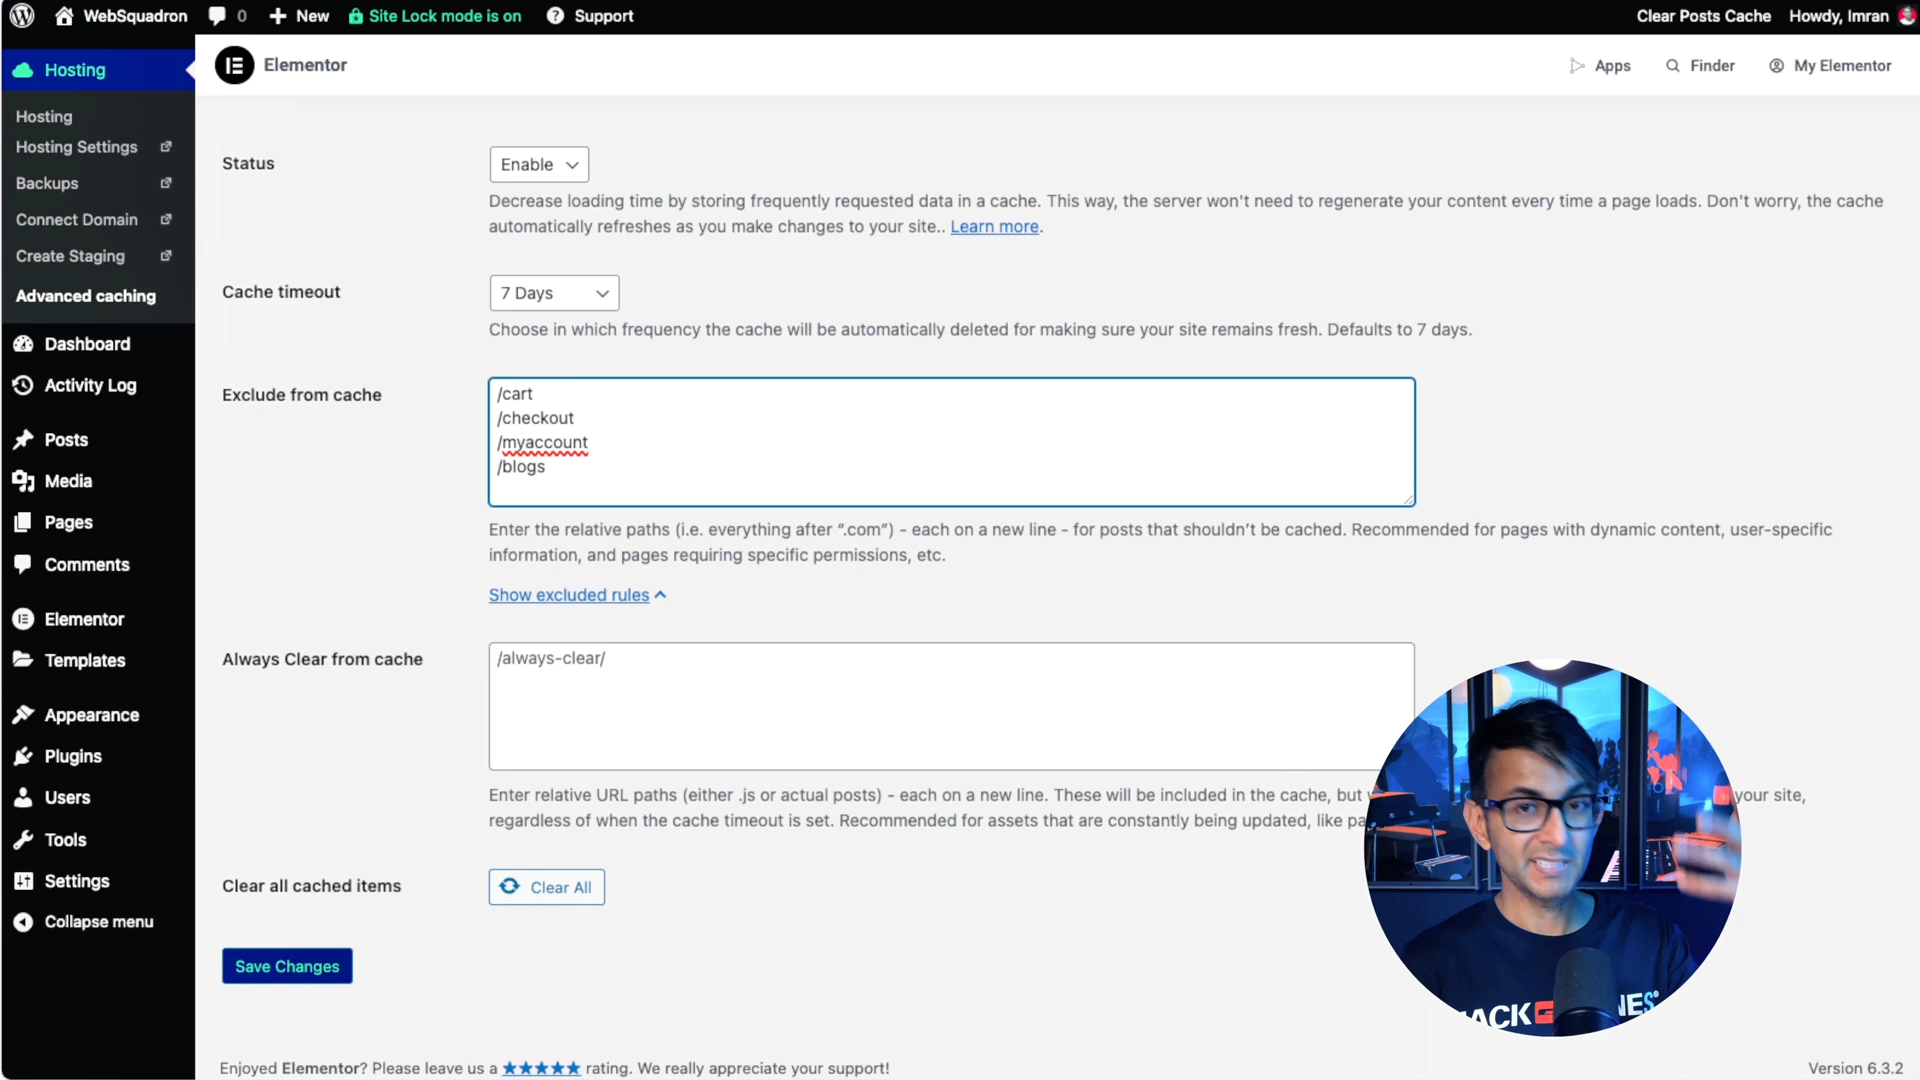 WebSquadron 0 New Site Lock mode is on Support Clear Posts Cache Howdy, Imran
Hosting
Hosting
Hosting Settings
Backups
Connect Domain
Create Staging
Advanced caching
Dashboard
Activity Log
Posts
Media
Pages
Comments
Elementor
Templates
Appearance
Plugins
Users
Tools
Settings
Collapse menu
Elementor Apps Finder My Elementor
Status Enable
Decrease loading time by storing frequently requested data in a cache. This way, the server won't need to regenerate your content every time a page loads. Don't worry, the cache
automatically refreshes as you make changes to your site.. Learn more.
Cache timeout 7 Days
Choose in which frequency the cache will be automatically deleted for making sure your site remains fresh. Defaults to 7 days.
Exclude from cache /cart
/checkout
/myaccount
/blogs
Enter the relative paths (i.e. everything after “.com”) - each on a new line - for posts that shouldn’t be cached. Recommended for pages with dynamic content, user-specific
information, and pages requiring specific permissions, etc.
Show excluded rules
Always Clear from cache /always-clear/
Enter relative URL paths (either .js or actual posts) - each on a new line. These will be included in the cache, but your site,
regardless of when the cache timeout is set. Recommended for assets that are constantly being updated, like
Clear all cached items Clear All
Save Changes
Enjoyed Elementor? Please leave us a ★★★★★ rating. We really appreciate your support! Version 6.3.2